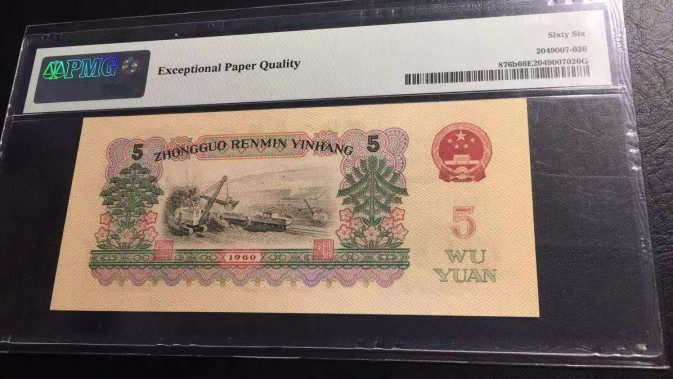 PMG
Exceptional Paper Quality
Sixty Six
2049007-026
876b66E2049007026G
5
ZHONGGUO RENMIN YINHANG
5
1960
5
WU
YUAN